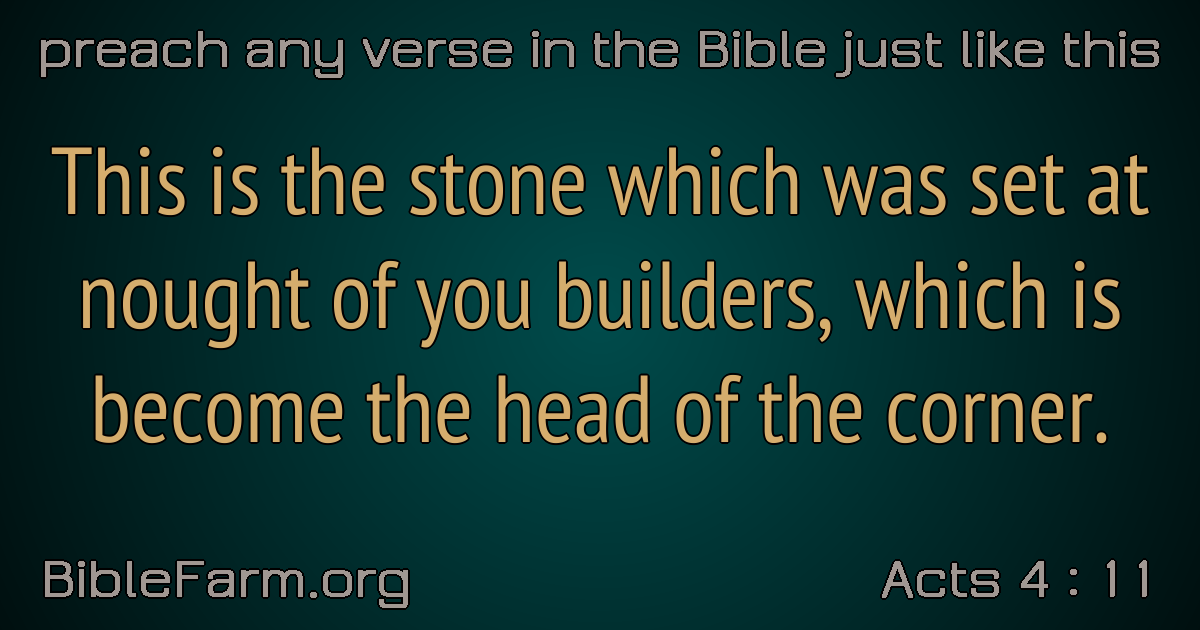 preach any verse in the Bible just like this
This is the stone which was set at
nought of you builders, which is
become the head of the corner.
BibleFarm.org
Acts 4 : 11